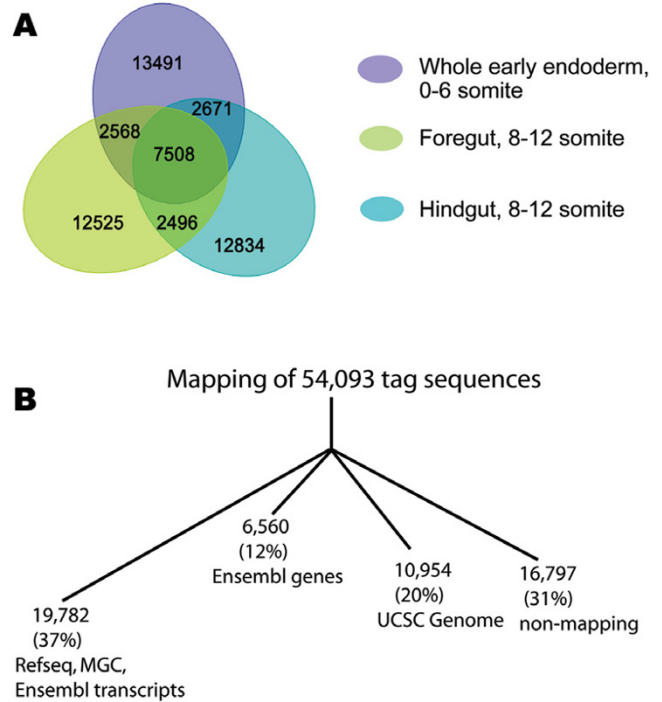 A
13491
2671
2568
7508
12525
2496
12834
Whole early endoderm,
0-6 somite
Foregut, 8-12 somite
Hindgut, 8-12 somite
B
Mapping of 54,093 tag sequences
19,782
(37%)
Refseq, MGC,
Ensembl transcripts
6,560
(12%)
Ensembl genes
10,954
(20%)
UCSC Genome
16,797
(31%)
non-mapping